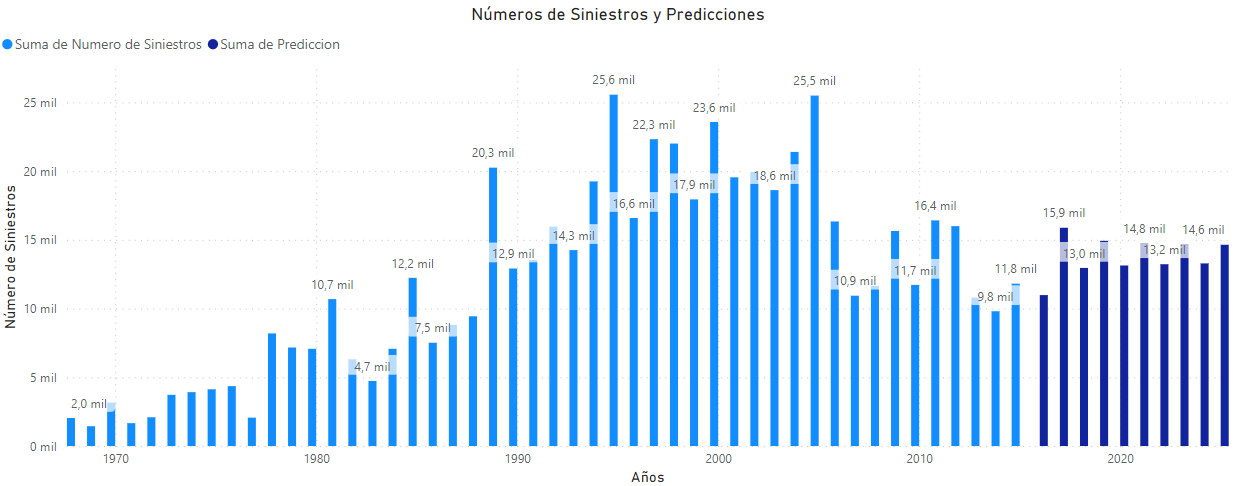 Números de Siniestros y Predicciones
Suma de Numero de Siniestros Suma de Prediccion
Número de Siniestros
25 mil
20 mil
15 mil
10 mil
5 mil
0 mil
2,0 mil
10,7 mil
4,7 mil
12,2 mil
7,5 mil
20,3 mil
12,9 mil
14,3 mil
25,6 mil
16,6 mil
22,3 mil
17,9 mil
23,6 mil
18,6 mil
25,5 mil
10,9 mil
11,7 mil
16,4 mil
9,8 mil
11,8 mil
15,9 mil
13,0 mil
14,8 mil
13,2 mil
14,6 mil
1970 1980 1990 2000 2010 2020
Años